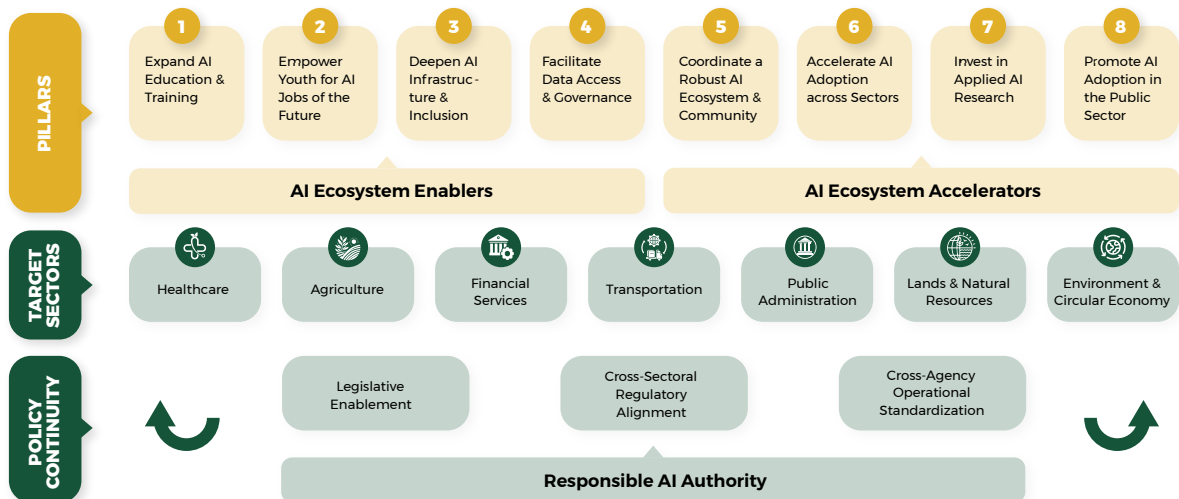 PILLARS
1
Expand AI
Education &
Training
2
Empower
Youth for AI
Jobs of the
Future
3
Deepen AI
Infrastruc -
ture &
Inclusion
4
Facilitate
Data Access
& Governance
5
Coordinate a
Robust AI
Ecosystem &
Community
6
Accelerate AI
Adoption
across Sectors
7
Invest in
Applied AI
Research
8
Promote AI
Adoption in
the Public
Sector
AI Ecosystem Enablers
AI Ecosystem Accelerators
TARGET
SECTORS
Healthcare
Agriculture
Financial
Services
Transportation
Public
Administration
Lands & Natural
Resources
Environment &
Circular Economy
POLICY
CONTINUITY
Legislative
Enablement
Cross-Sectoral
Regulatory
Alignment
Cross-Agency
Operational
Standardization
Responsible AI Authority